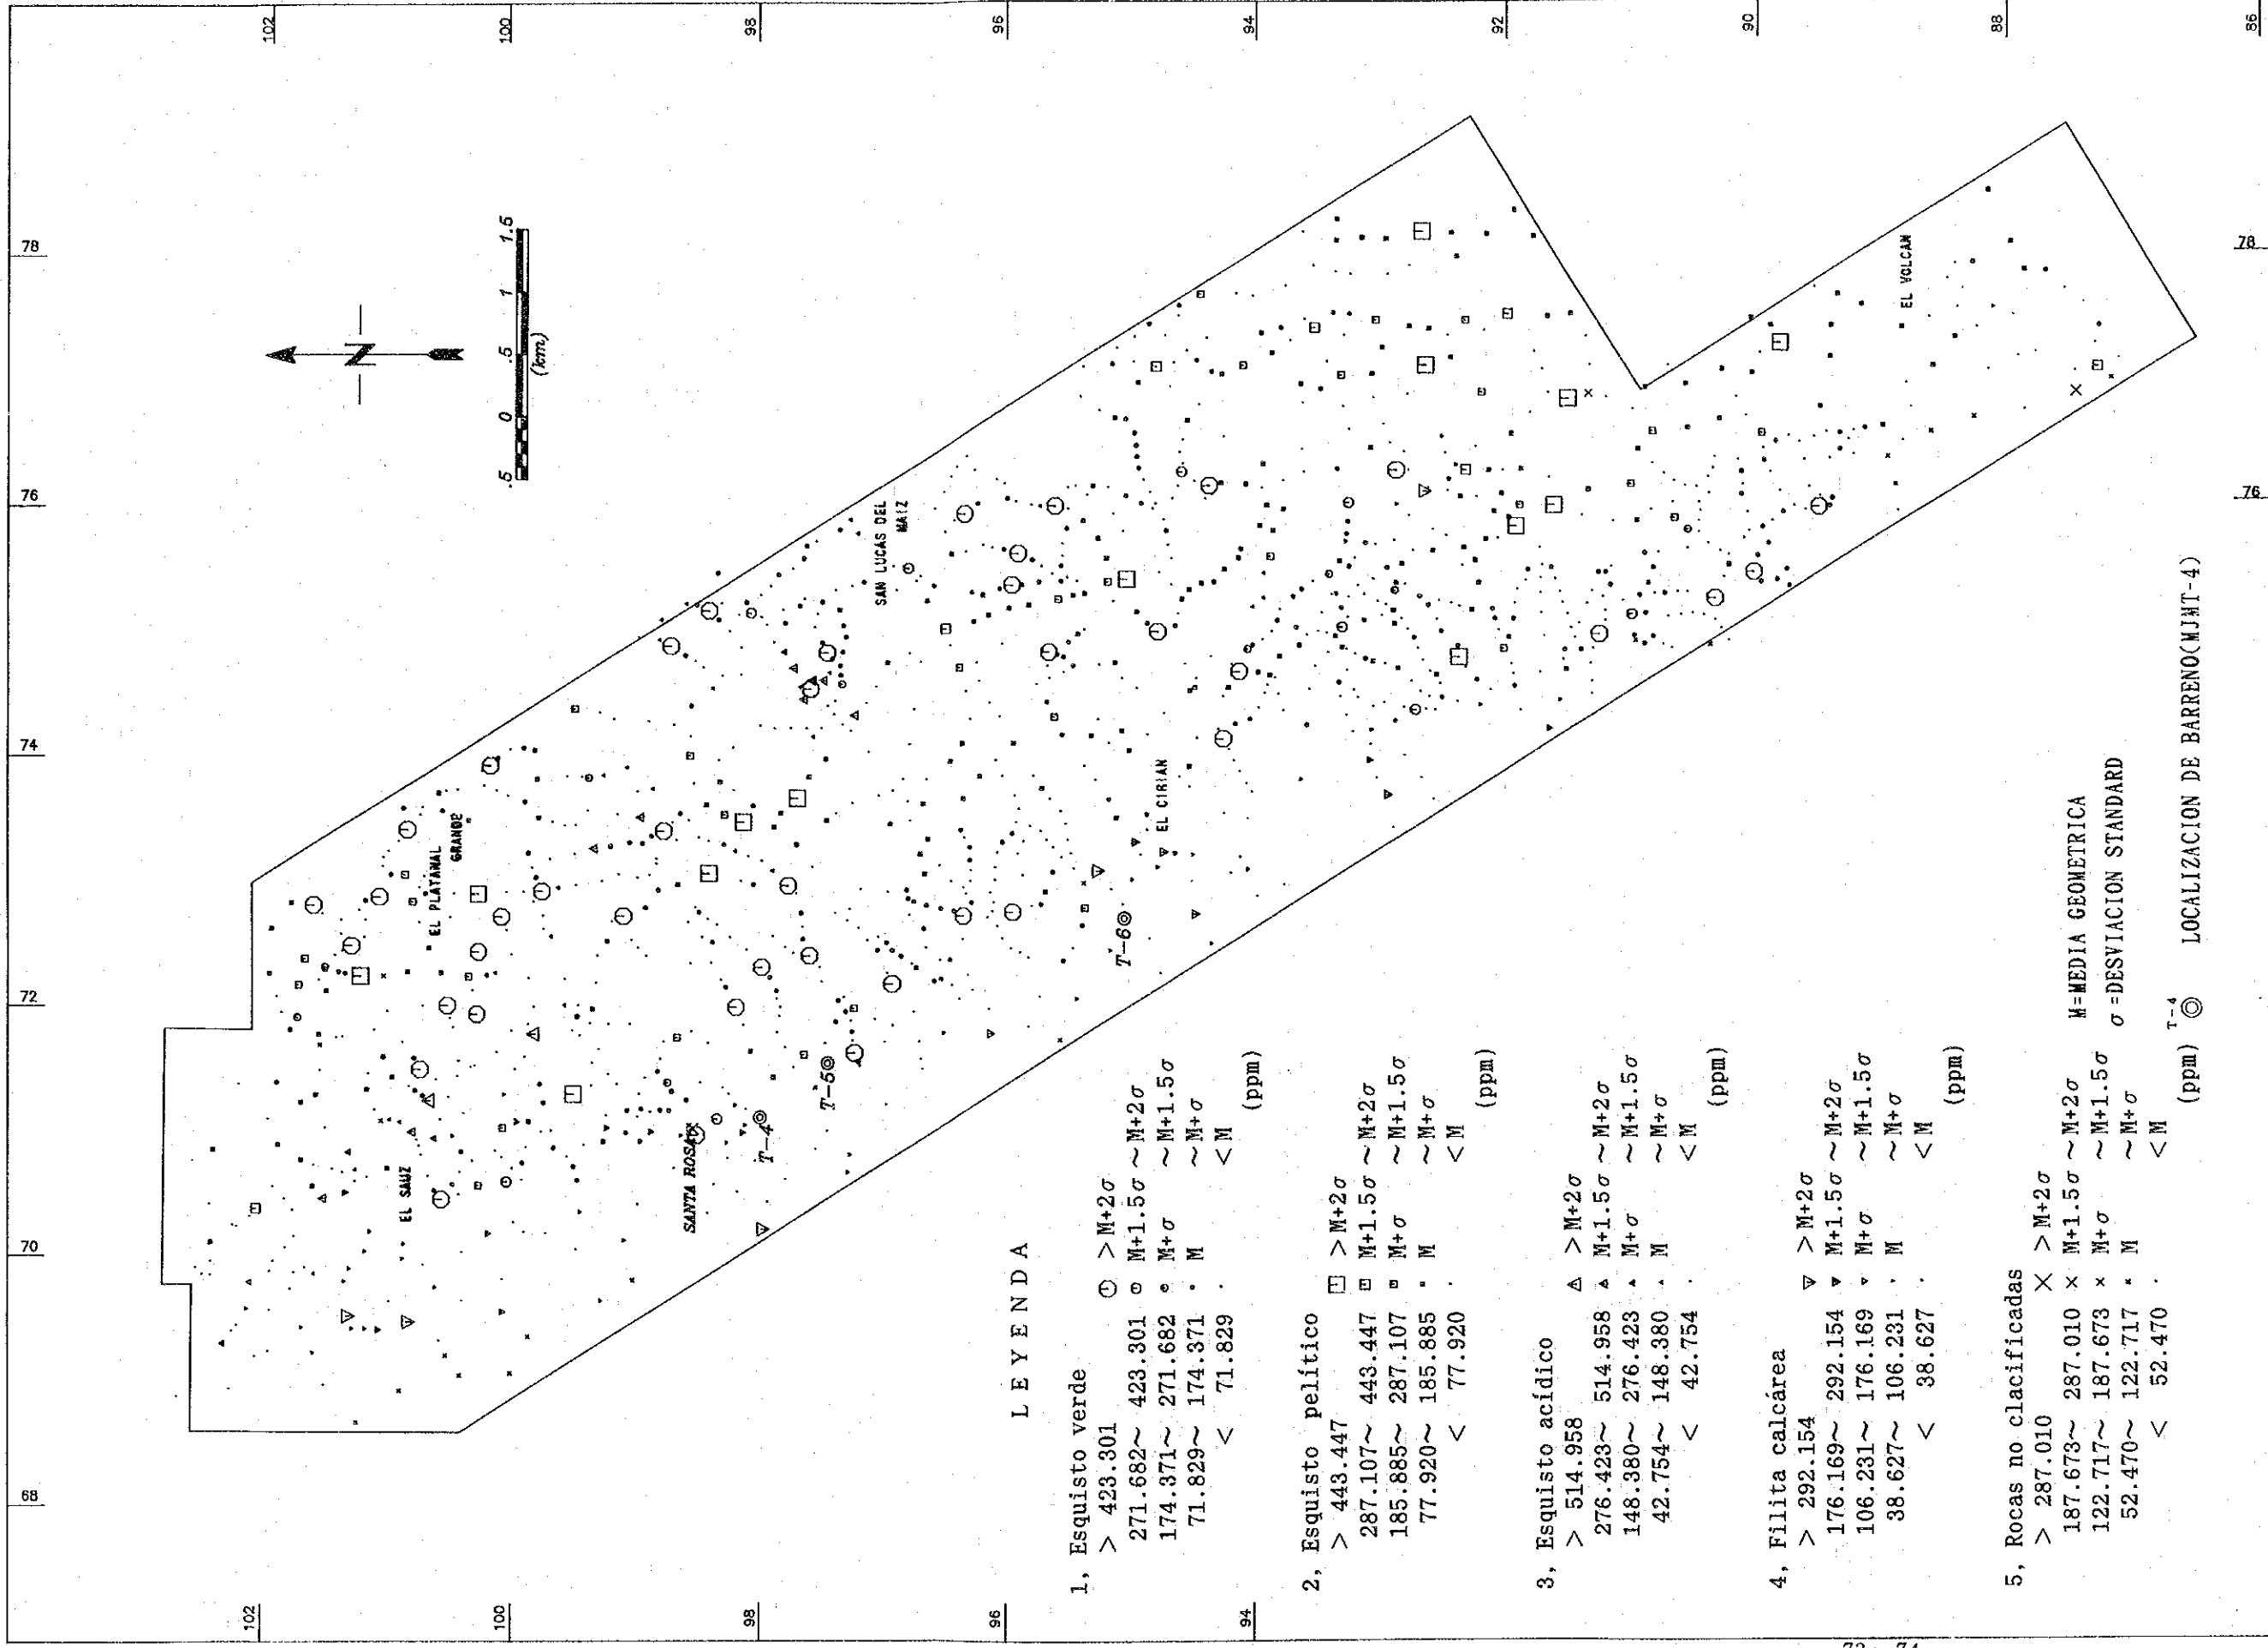 68
70
72
74
76
78
102
100
98
96
94
102
100
98
96
94
92
90
88
86
76
78
N
.5 0 .5 1 1.5
(km)
EL PLATANAL
GRANDE
EL SAUZ
SANTA ROSA
T-4
T-5
T-6
SAN LUCAS DEL
MAIZ
EL CIRIAN
EL VOLCAN
LEYENDA
1, Esquisto verde
> 423.301 >M+2σ
271.682~ 423.301 M+1.5σ ~M+2σ
174.371~ 271.682 M+σ ~M+1.5σ
71.829~ 174.371 M ~M+σ
< 71.829 <M
(ppm)
2, Esquisto pelítico
> 443.447 >M+2σ
287.107~ 443.447 M+1.5σ ~M+2σ
185.885~ 287.107 M+σ ~M+1.5σ
77.920~ 185.885 M ~M+σ
< 77.920 <M
(ppm)
3, Esquisto acídico
> 514.958 >M+2σ
276.423~ 514.958 M+1.5σ ~M+2σ
148.380~ 276.423 M+σ ~M+1.5σ
42.754~ 148.380 M ~M+σ
< 42.754 <M
(ppm)
4, Filita calcárea
> 292.154 >M+2σ
176.169~ 292.154 M+1.5σ ~M+2σ
106.231~ 176.169 M+σ ~M+1.5σ
38.627~ 106.231 M ~M+σ
< 38.627 <M
(ppm)
5, Rocas no clacificadas
> 287.010 >M+2σ
187.673~ 287.010 M+1.5σ ~M+2σ
122.717~ 187.673 M+σ ~M+1.5σ
52.470~ 122.717 M ~M+σ
< 52.470 <M
(ppm)
M=MEDIA GEOMETRICA
σ=DESVIACION STANDARD
T-4 LOCALIZACION DE BARRENO(MJMT-4)